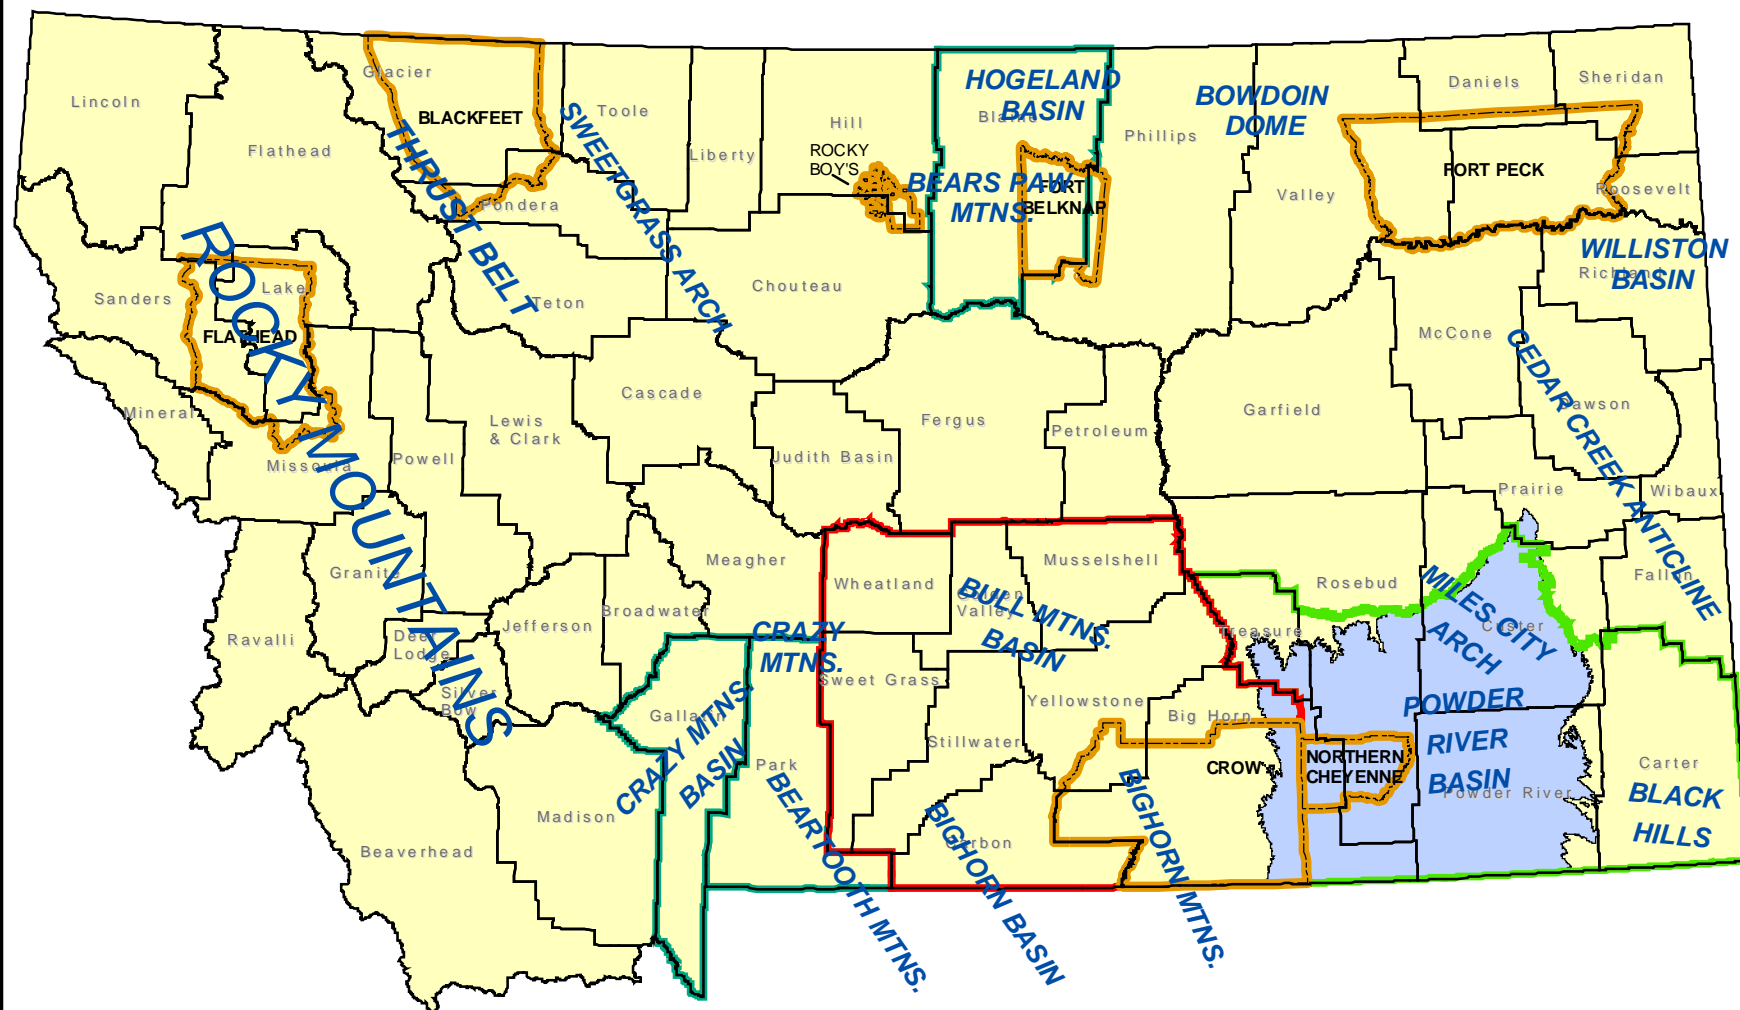 Lincoln
Flathead
Glacier
BLACKFEET
Toole
Liberty
Hill
ROCKY
BOY'S
HOGELAND
BASIN
Blaine
Phillips
BOWDOIN
DOME
Daniels
Sheridan
FORT PECK
Roosevelt
Valley
BEARS PAW
MTNS.
FORT
BELKNAP
THRUST BELT
SWEETGRASS ARCH
Pondera
WILLISTON
BASIN
Richland
Sanders
Lake
FLATHEAD
ROCKY MOUNTAINS
Teton
Chouteau
McCone
CEDAR CREEK ANTICLINE
Dawson
Mineral
Missoula
Powell
Lewis
& Clark
Cascade
Judith Basin
Fergus
Petroleum
Garfield
Prairie
Wibaux
Granite
Ravalli
Deer
Lodge
Silver
Bow
Jefferson
Broadwater
Meagher
Wheatland
Golden
Valley
Musselshell
BULL MTNS.
BASIN
Treasure
Rosebud
MILES CITY
ARCH
Custer
Fallon
CRAZY
MTNS.
Sweet Grass
Gallatin
CRAZY MTNS.
BASIN
Park
Yellowstone
Stillwater
Big Horn
CROW
NORTHERN
CHEYENNE
POWDER
RIVER
BASIN
Powder River
Carter
BLACK
HILLS
Beaverhead
Madison
BEARTOOTH MTNS.
Carbon
BIGHORN BASIN
BIGHORN MTNS.